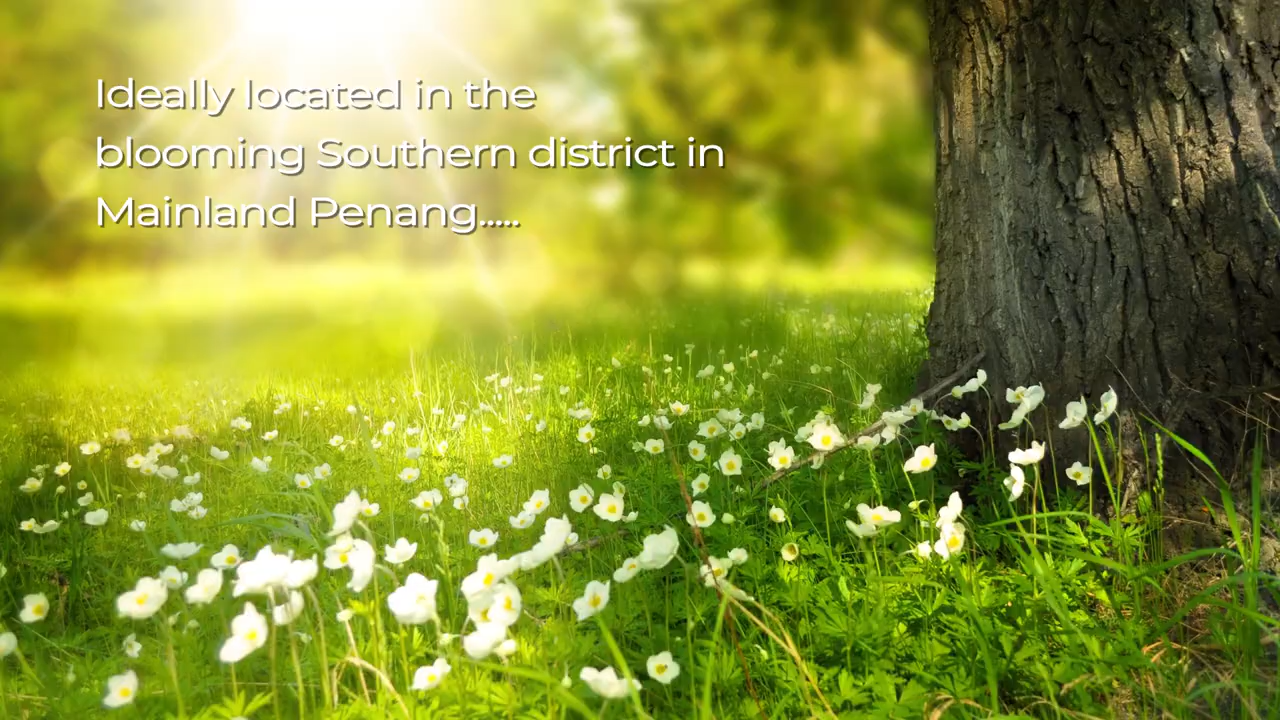 Ideally located in the
blooming Southern district in
Mainland Penang.....